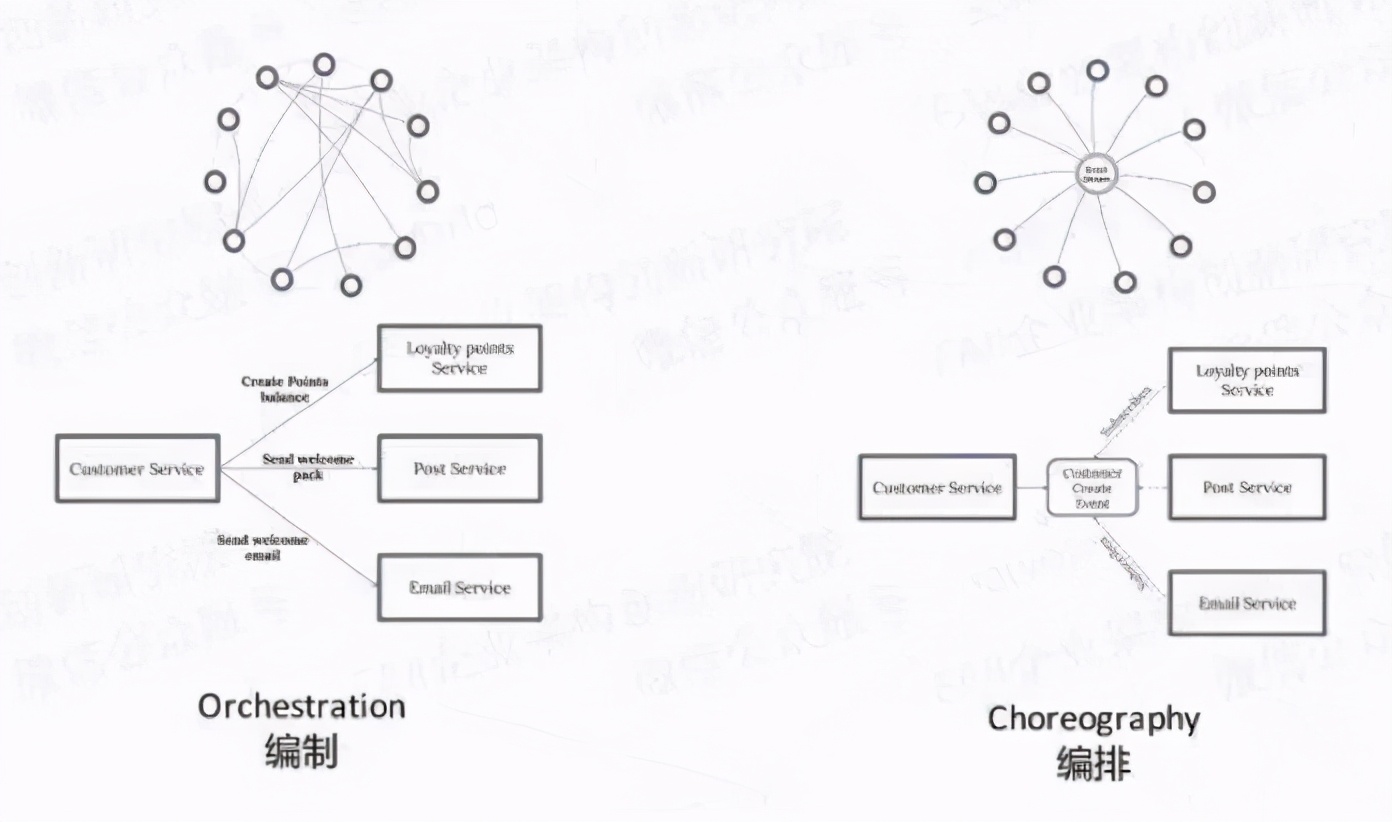 Loyalty points
Service
Create Points
balance
Customer Service
Send welcome
pack
Post Service
Send welcome
email
Email Service
Orchestration
编制
Loyalty points
Service
Customer Service
Customer
Create
Event
Post Service
Email Service
Choreography
编排